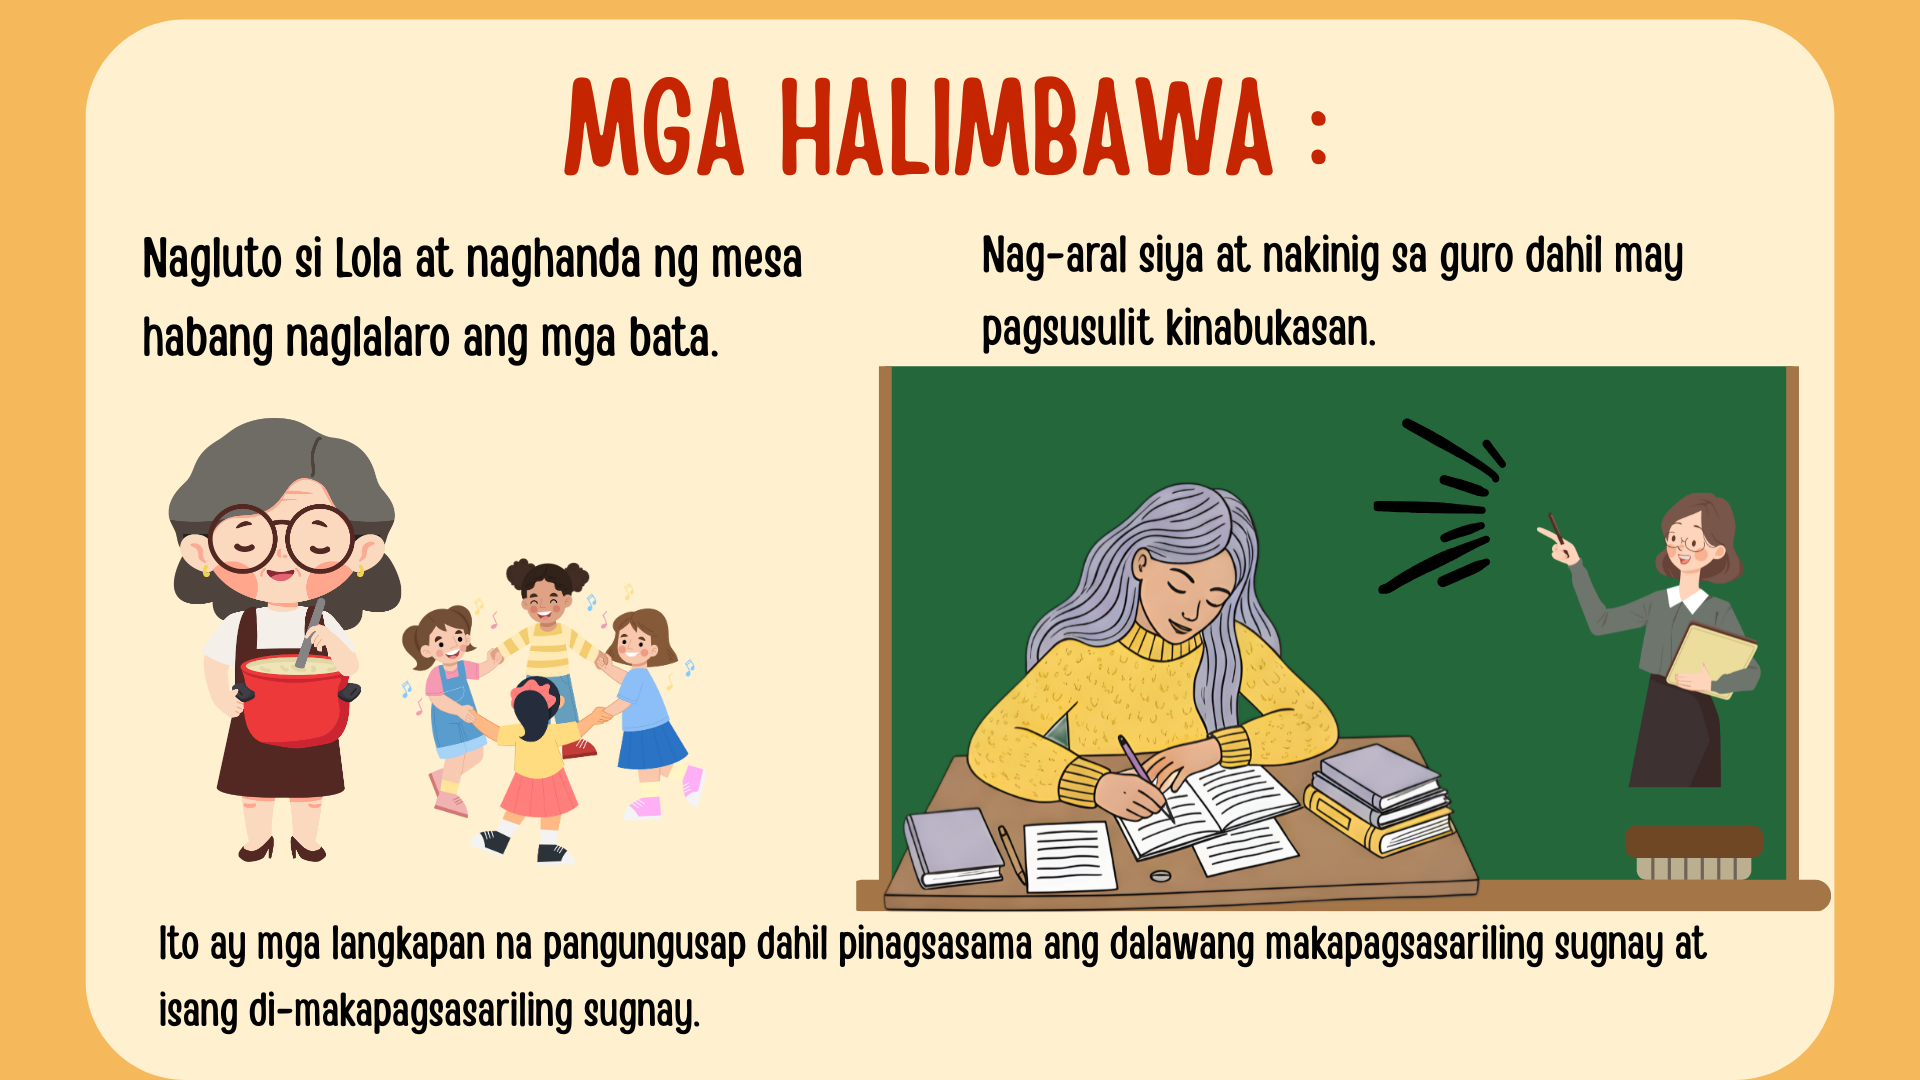 MGA HALIMBAWA :
Nagluto si Lola at naghanda ng mesa
habang naglalaro ang mga bata.
Nag-aral siya at nakinig sa guro dahil may
pagsusulit kinabukasan.
Ito ay mga langkapan na pangungusap dahil pinagsasama ang dalawang makapagsasariling sugnay at
isang di-makapagsasariling sugnay.